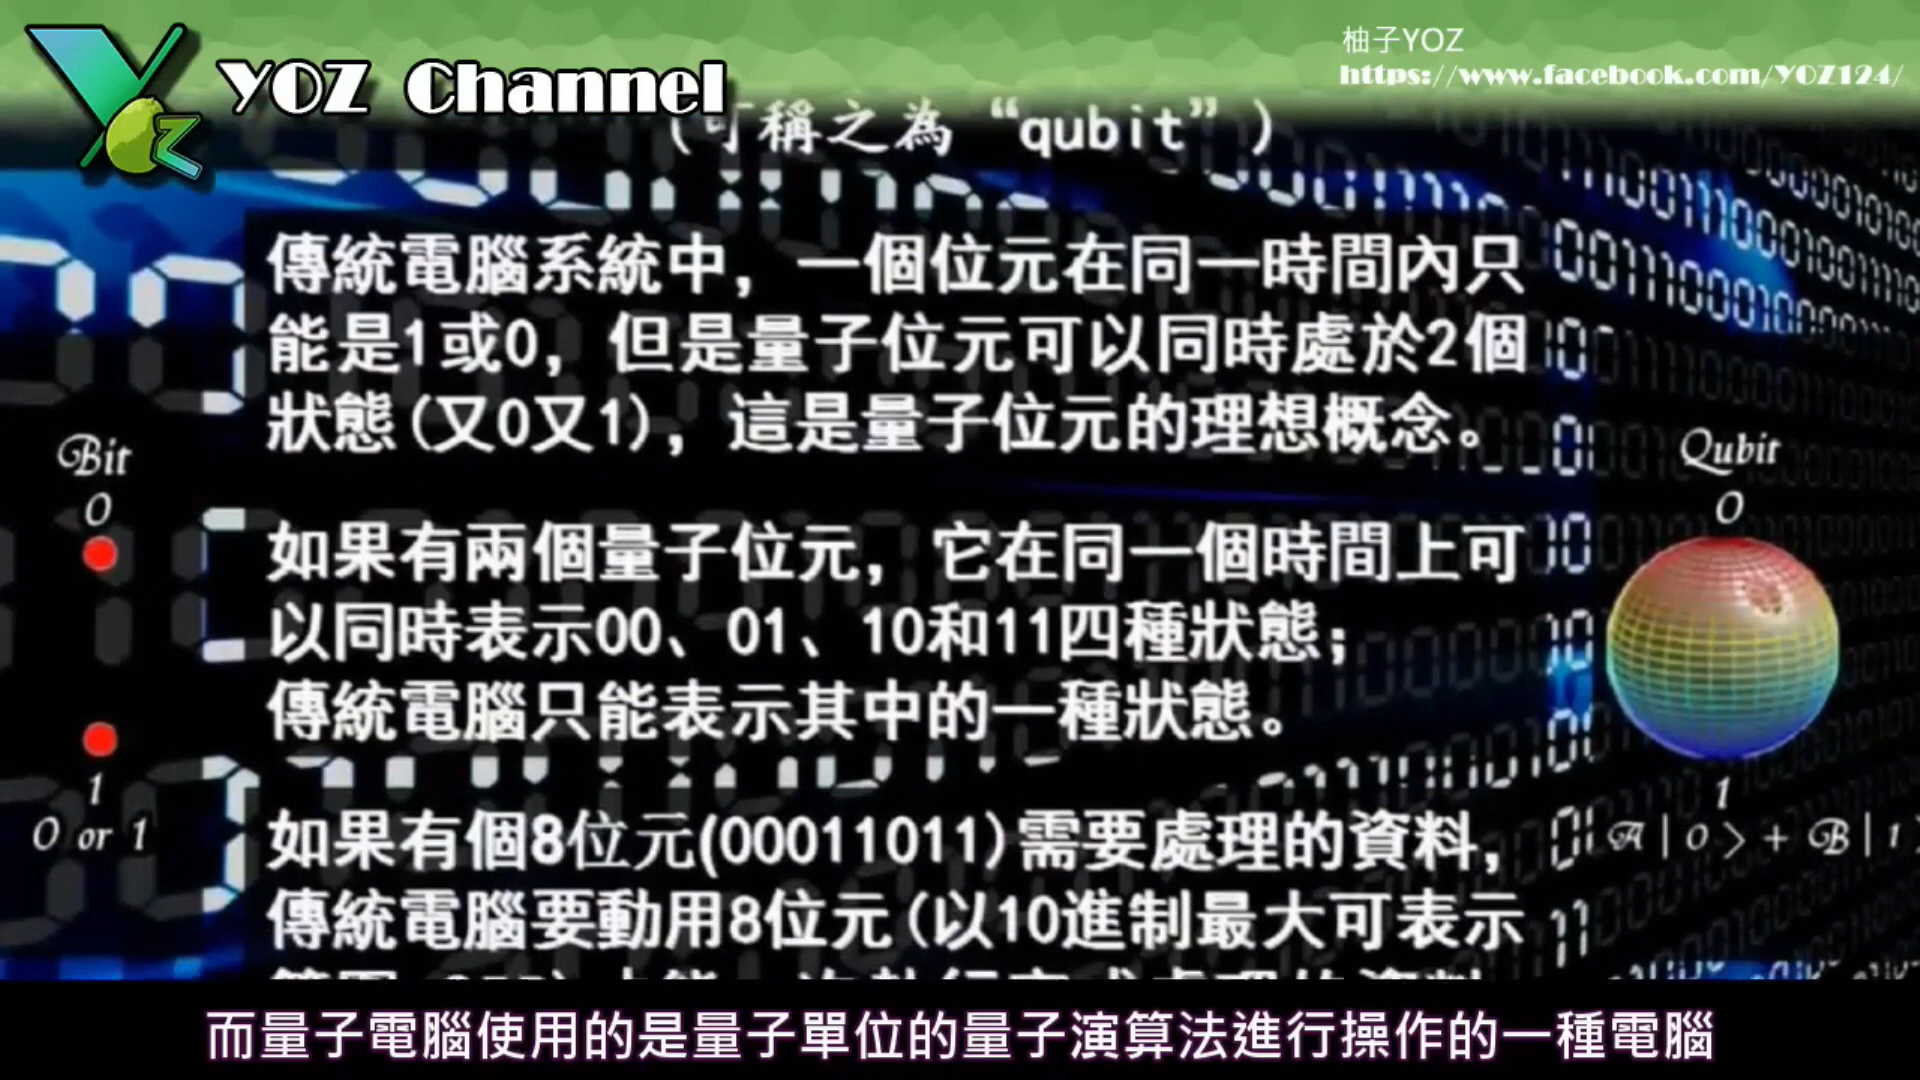 柚子YOZ
YOZ Channel
https://www.facebook.com/YOZ124/
(可稱之為“qubit”)
傳統電腦系統中，一個位元在同一時間內只
能是1或0，但是量子位元可以同時處於2個
狀態(又0又1)，這是量子位元的理想概念。
Bit
0
1
0 or 1
如果有兩個量子位元，它在同一個時間上可
以同時表示00、01、10和11四種狀態；
傳統電腦只能表示其中的一種狀態。
Qubit
0
1
A | 0 > + B | 1
如果有個8位元(00011011)需要處理的資料，
傳統電腦要動用8位元(以10進制最大可表示
而量子電腦使用的是量子單位的量子演算法進行操作的一種電腦